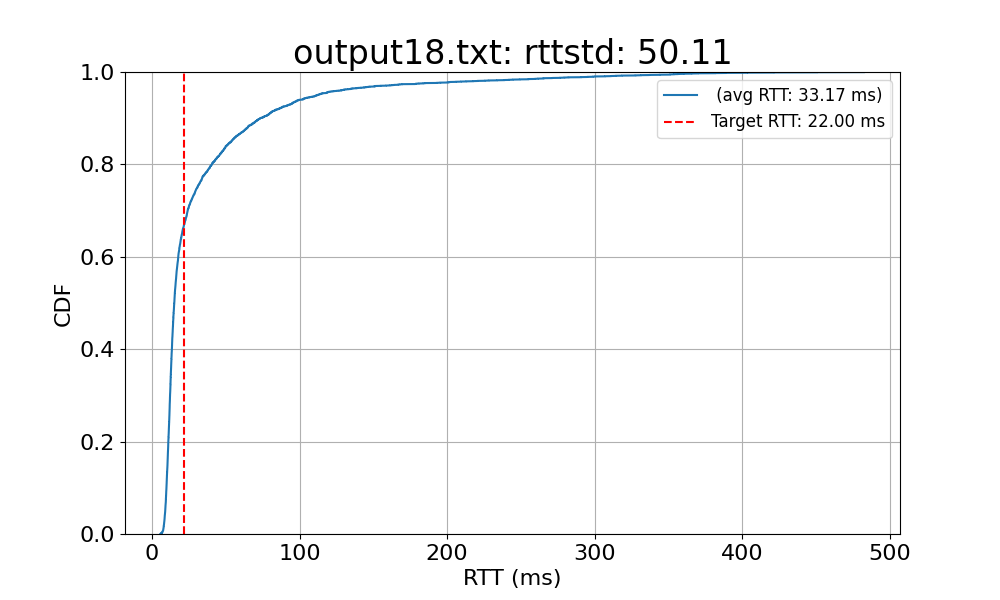 output18.txt: rttstd: 50.11
(avg RTT: 33.17 ms)
Target RTT: 22.00 ms
CDF
1.0
0.8
0.6
0.4
0.2
0.0
0 100 200 300 400 500
RTT (ms)